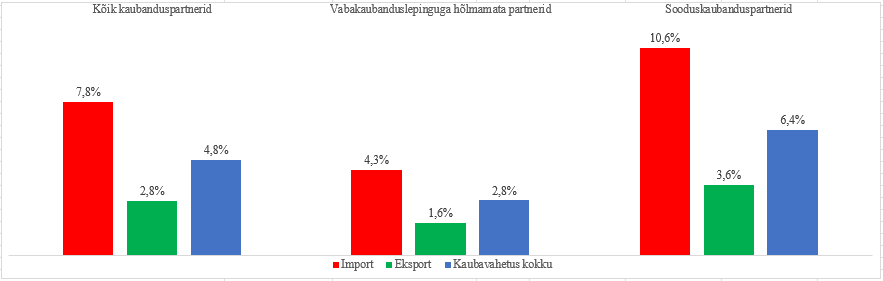 Kõik kaubanduspartnerid
Vabakaubanduslepinguga hõlmamata partnerid
Sooduskaubanduspartnerid
7,8%
2,8%
4,8%
4,3%
1,6%
2,8%
10,6%
3,6%
6,4%
Import Eksport Kaubavahetus kokku